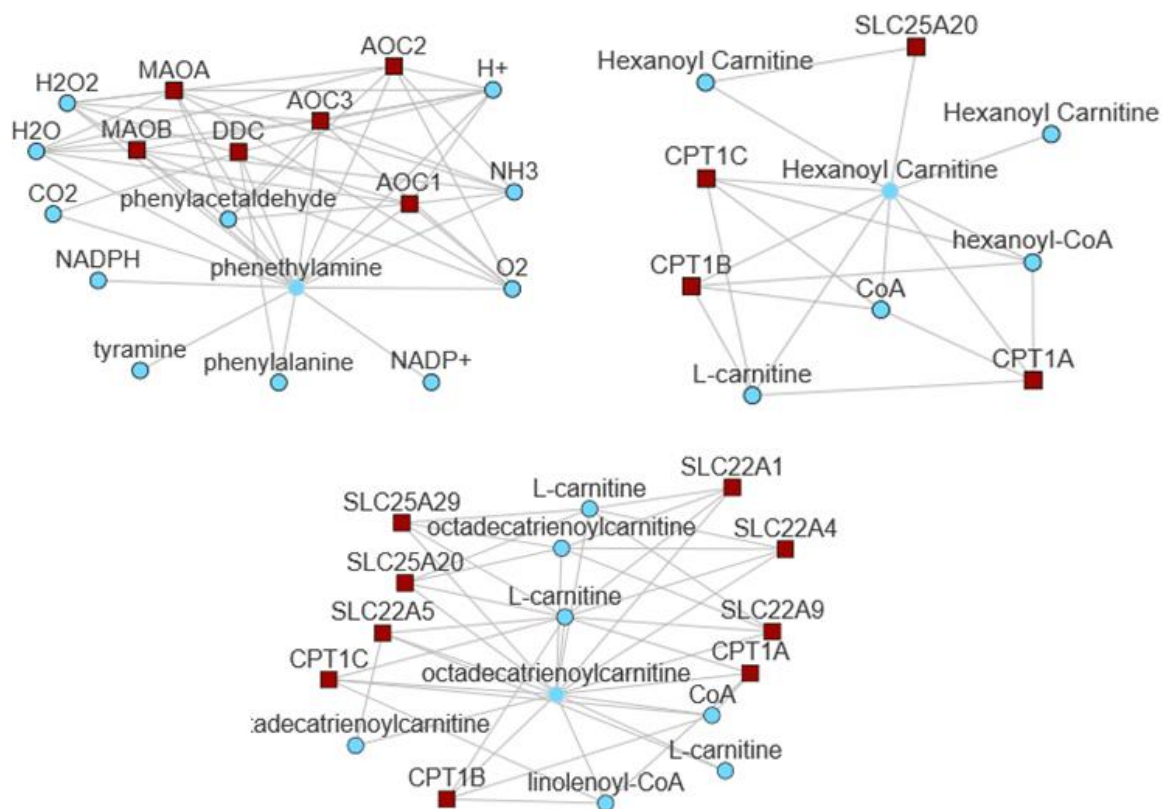 AOC2
H+
MAOA
H2O2
AOC3
H2O
MAOB
DDC
NH3
CO2
phenylacetaldehyde
AOC1
NADPH
phenethylamine
O2
tyramine
phenylalanine
NADP+
SLC25A20
Hexanoyl Carnitine
Hexanoyl Carnitine
CPT1C
Hexanoyl Carnitine
hexanoyl-CoA
CPT1B
CoA
CPT1A
L-carnitine
SLC22A1
L-carnitine
SLC25A29
octadecatrienoylcarnitine
SLC22A4
SLC25A20
L-carnitine
SLC22A5
SLC22A9
CPT1C
octadecatrienoylcarnitine
CPT1A
CoA
tadecatrienoylcarnitine
L-carnitine
CPT1B
linolenoyl-CoA